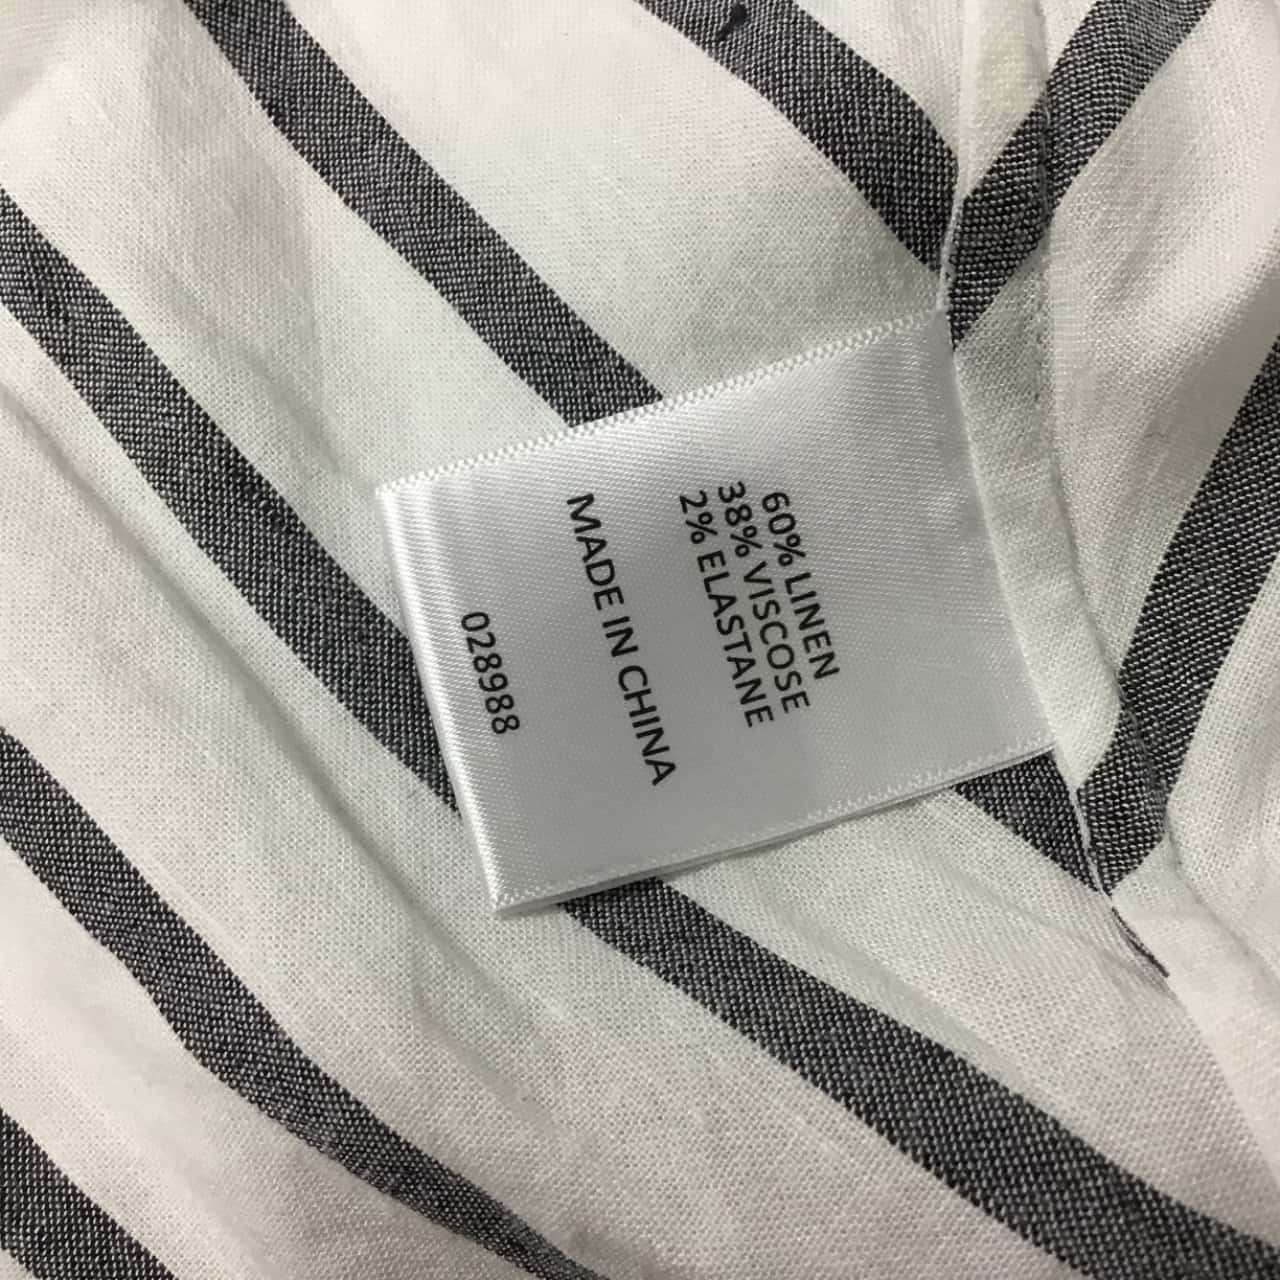 60% LINEN
38% VISCOSE
2% ELASTANE
MADE IN CHINA
028988